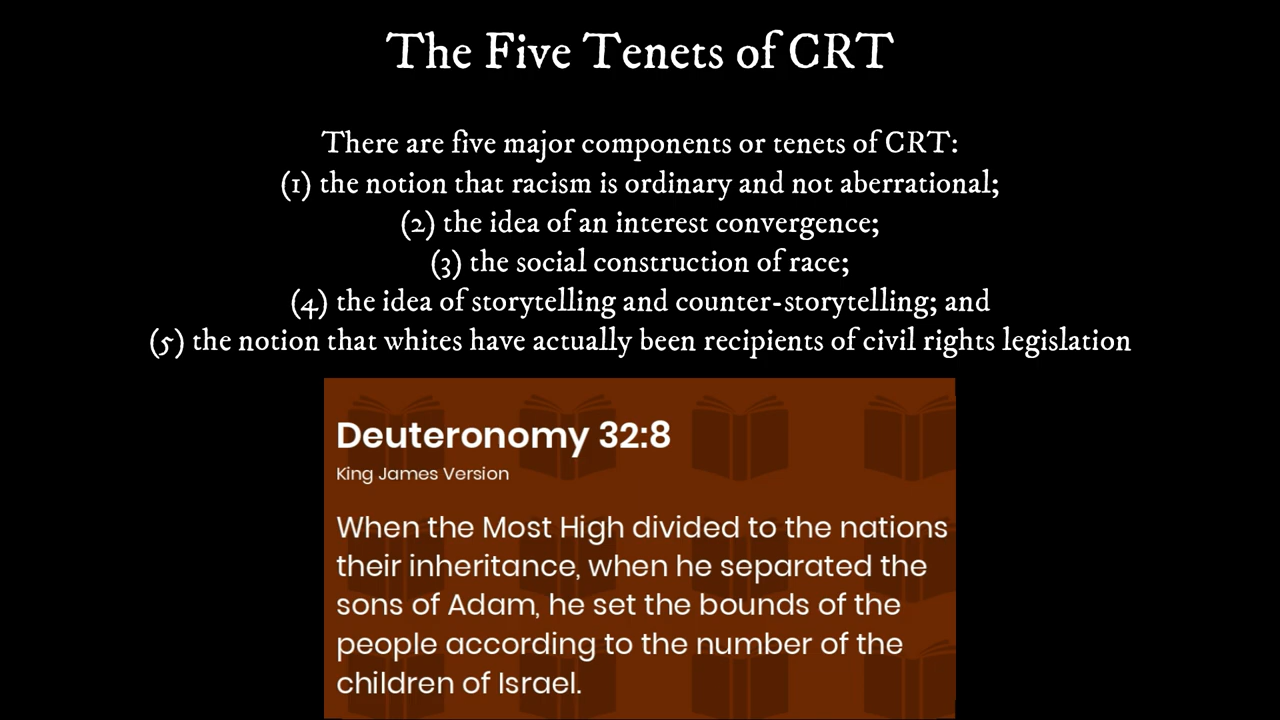 The Five Tenets of CRT
There are five major components or tenets of CRT:
(1) the notion that racism is ordinary and not aberrational;
(2) the idea of an interest convergence;
(3) the social construction of race;
(4) the idea of storytelling and counter-storytelling; and
(5) the notion that whites have actually been recipients of civil rights legislation
Deuteronomy 32:8
King James Version
When the Most High divided to the nations
their inheritance, when he separated the
sons of Adam, he set the bounds of the
people according to the number of the
children of Israel.